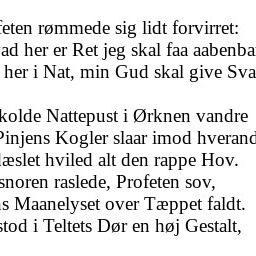 feten rømmede sig lidt forvirret:
ad her er Ret jeg skal faa aabenba
her i Nat, min Gud skal give Sva
kolde Nattepust i Ørknen vandre
Pinjens Kogler slaar imod hverand
læslet hviled alt den rappe Hov.
snoren raslede, Profeten sov,
s Maanelyset over Tæppet faldt.
stod i Teltets Dør en høj Gestalt,